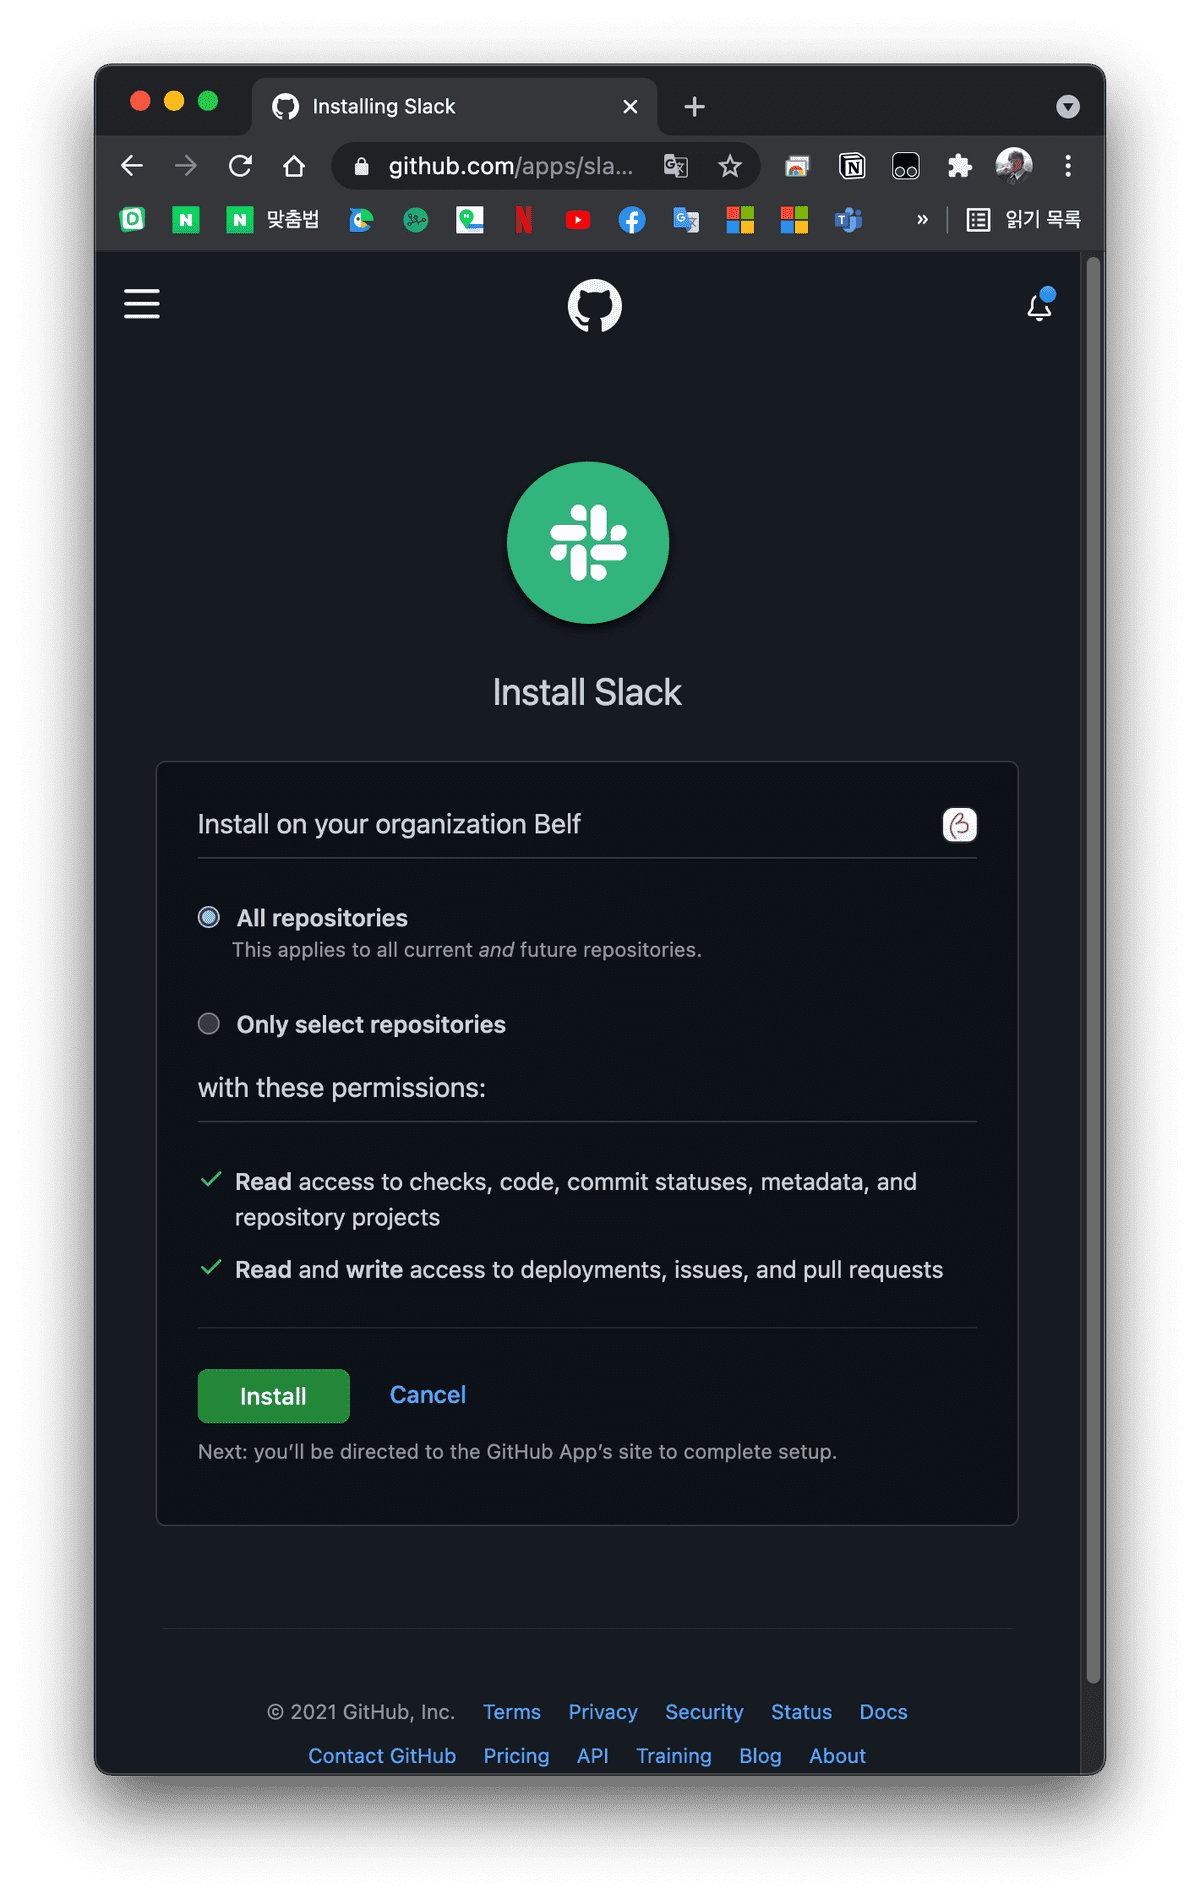 Installing Slack
github.com/apps/sla...
맞춤법
읽기 목록
Install Slack
Install on your organization Belf
All repositories
This applies to all current and future repositories.
Only select repositories
with these permissions:
Read access to checks, code, commit statuses, metadata, and
repository projects
Read and write access to deployments, issues, and pull requests
Install Cancel
Next: you’ll be directed to the GitHub App’s site to complete setup.
© 2021 GitHub, Inc. Terms Privacy Security Status Docs
Contact GitHub Pricing API Training Blog About